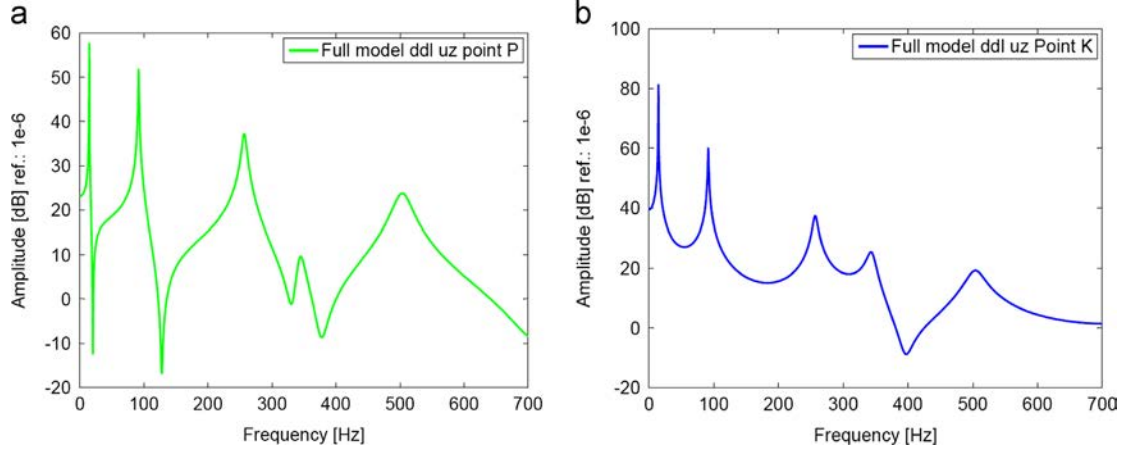 a
60
50
40
30
20
10
0
-10
-20
Amplitude [dB] ref.: 1e-6
Full model ddl uz point P
0 100 200 300 400 500 600 700
Frequency [Hz]
b
100
80
60
40
20
0
-20
Amplitude [dB] ref.: 1e-6
Full model ddl uz Point K
0 100 200 300 400 500 600 700
Frequency [Hz]